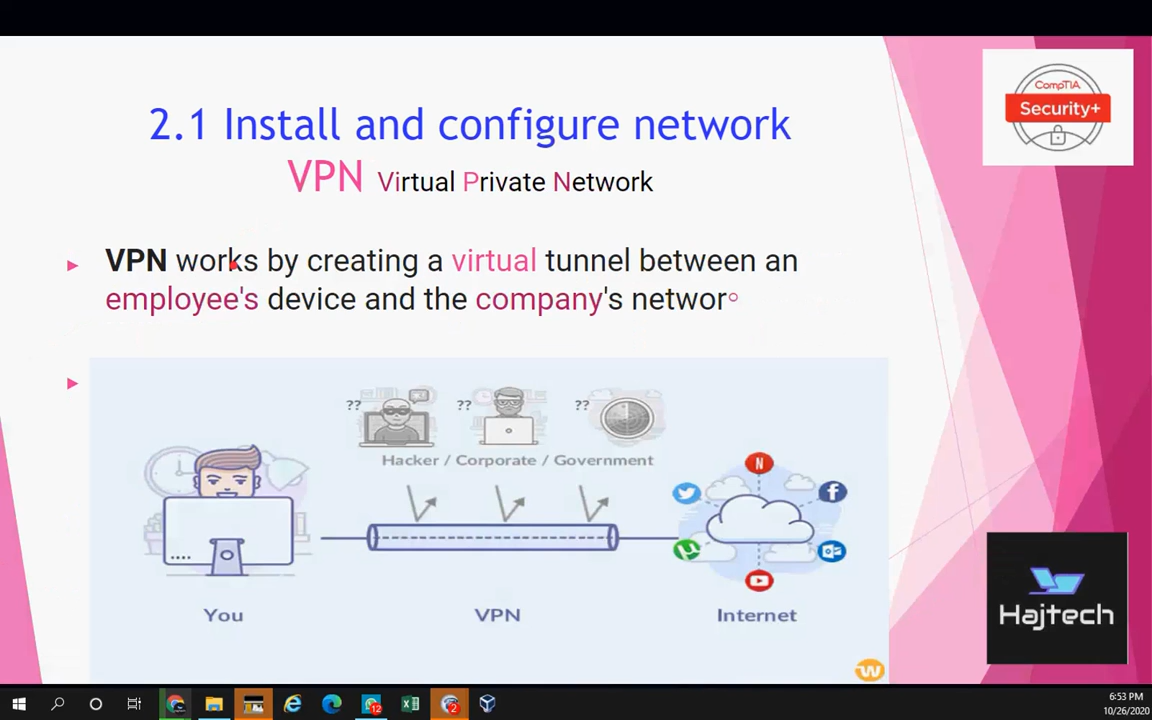 2.1 Install and configure network
VPN Virtual Private Network
VPN works by creating a virtual tunnel between an
employee's device and the company's networ
CompTIA
Security+
?? ?? ??
Hacker / Corporate / Government
N
You
VPN
Internet
Hajtech
12
2
6:53 PM
10/26/2020